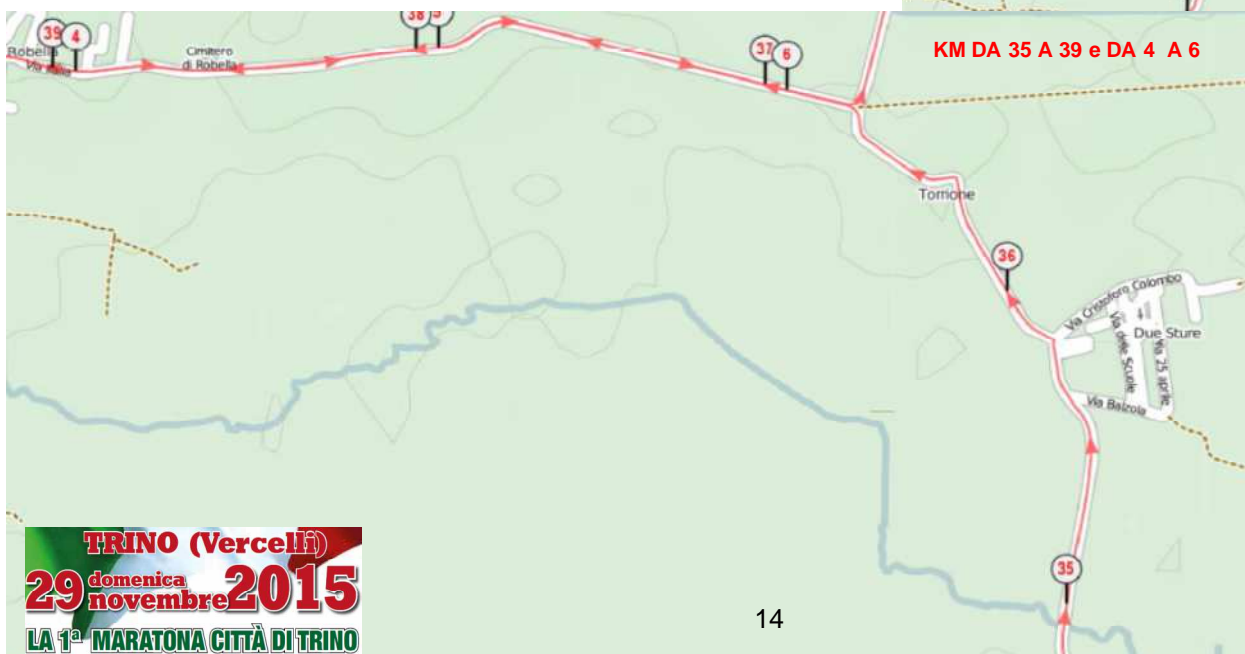 38 5
39 4
Robella
Via Italia
Cimitero
di Robella
37 6
KM DA 35 A 39 e DA 4 A 6
Torrione
36
Via Cristoforo Colombo
Due Sture
Via delle Scuole
Via 25 aprile
Via Balzola
35
TRINO (Vercelli)
29 domenica
novembre 2015
LA 1ª MARATONA CITTÀ DI TRINO
14